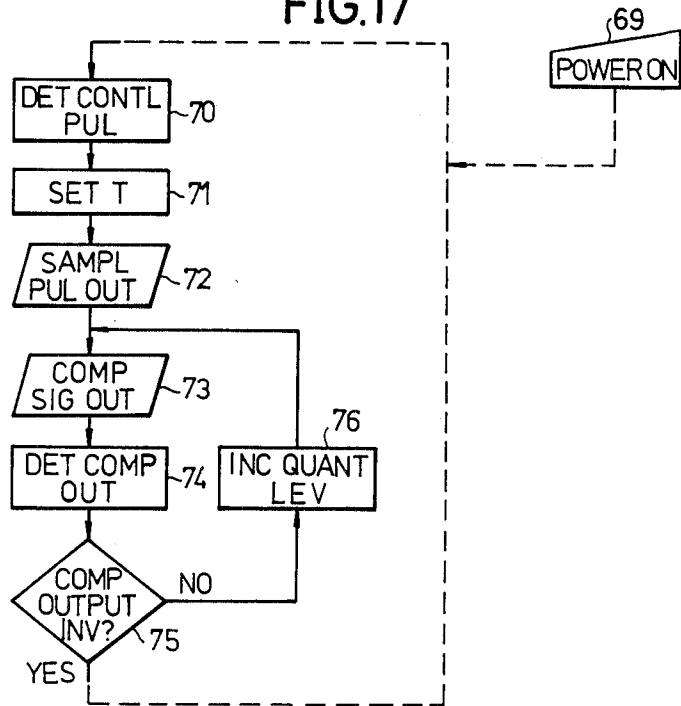 FIG.17
69
POWER ON
DET CONTL
PUL
70
SET T
71
SAMPL
PUL OUT
72
COMP
SIG OUT
73
DET COMP
OUT
74
76
INC QUANT
LEV
COMP
OUTPUT
INV?
75
NO
YES